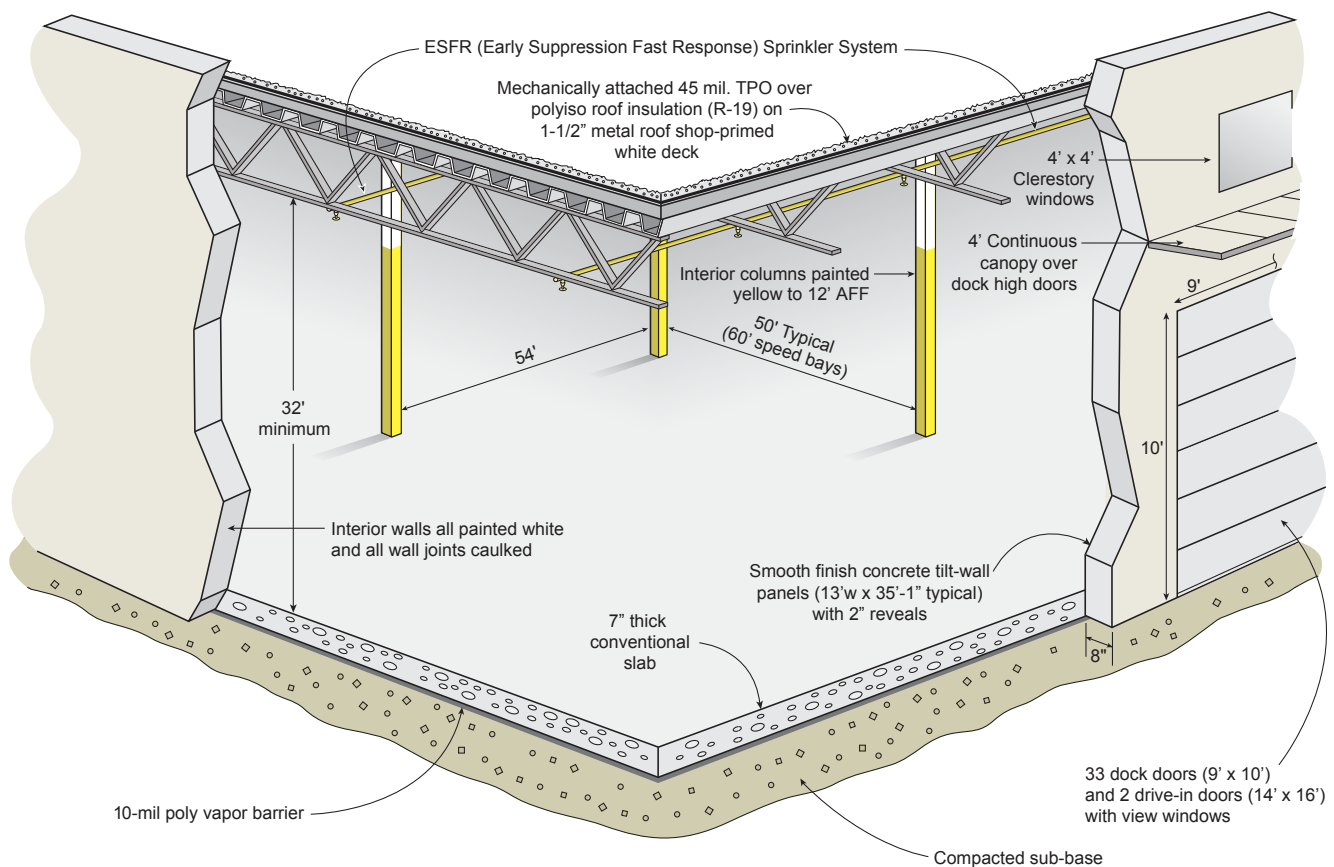 ESFR (Early Suppression Fast Response) Sprinkler System
Mechanically attached 45 mil. TPO over
polyiso roof insulation (R-19) on
1-1/2” metal roof shop-primed
white deck
4’ x 4’
Clerestory
windows
4’ Continuous
canopy over
dock high doors
9'
Interior columns painted
yellow to 12’ AFF
54'
50' Typical
(60’ speed bays)
32'
minimum
10'
Interior walls all painted white
and all wall joints caulked
Smooth finish concrete tilt-wall
panels (13’w x 35’-1” typical)
with 2” reveals
7” thick
conventional
slab
8"
10-mil poly vapor barrier
33 dock doors (9’ x 10’)
and 2 drive-in doors (14’ x 16’)
with view windows
Compacted sub-base